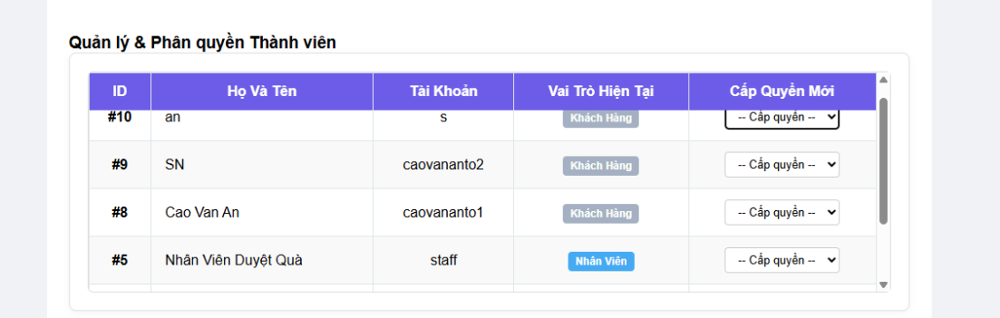 Quản lý & Phân quyền Thành viên
ID Họ Và Tên Tài Khoản Vai Trò Hiện Tại Cấp Quyền Mới
#10 an s Khách Hàng -- Cấp quyền --
#9 SN caovananto2 Khách Hàng -- Cấp quyền --
#8 Cao Van An caovananto1 Khách Hàng -- Cấp quyền --
#5 Nhân Viên Duyệt Quà staff Nhân Viên -- Cấp quyền --